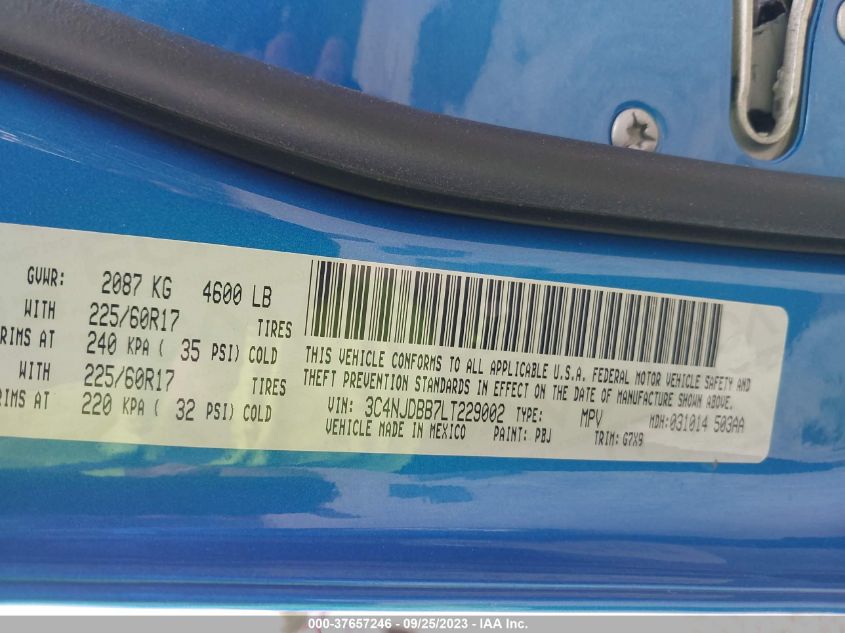 GVWR: 2087 KG 4600 LB
WITH 225/60R17 TIRES
RIMS AT 240 KPA ( 35 PSI) COLD
WITH 225/60R17 TIRES
RIMS AT 220 KPA ( 32 PSI) COLD
THIS VEHICLE CONFORMS TO ALL APPLICABLE U.S.A. FEDERAL MOTOR VEHICLE SAFETY AND
THEFT PREVENTION STANDARDS IN EFFECT ON THE DATE OF MANUFACTURE SHOWN ABOVE.
VIN: 3C4NJDBB7LT229002 TYPE: MPV MDH:031014 503AA
VEHICLE MADE IN MEXICO PAINT: PBJ TRIM: G7X9
000-37657246 - 09/25/2023 - IAA Inc.